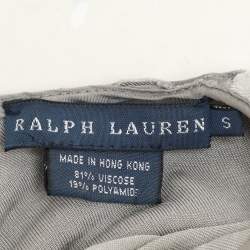 RALPH LAUREN S
MADE IN HONG KONG
81% VISCOSE
19% POLYAMIDE